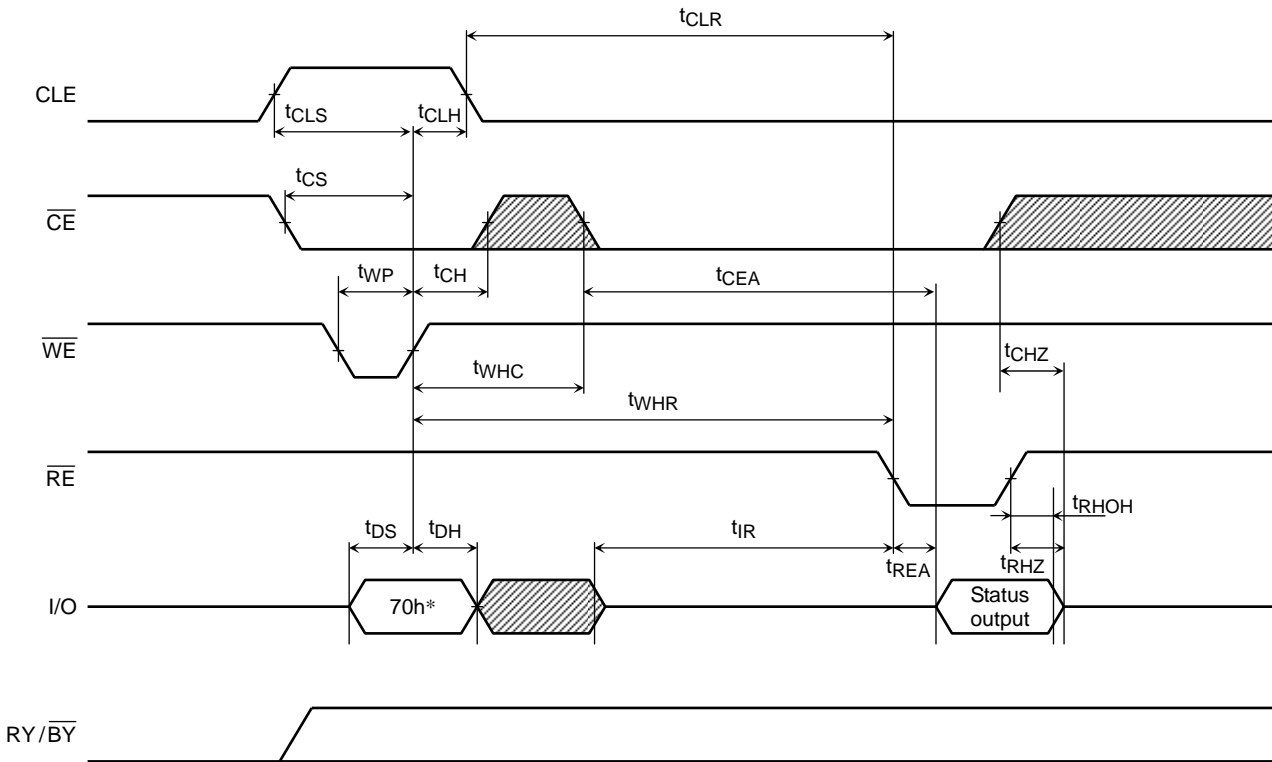 tCLR
CLE
tCLS
tCLH
tCS
CE
tWP
tCH
tCEA
WE
tCHZ
tWHC
tWHR
RE
tRHOH
tDS
tDH
tIR
tREA
tRHZ
I/O
70h*
Status
output
RY/BY